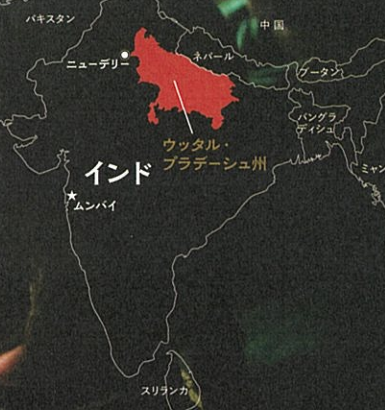 パキスタン
中国
ニューデリー
ネパール
ブータン
バングラ
ディシュ
ウッタル・
プラデーシュ州
インド
ミャン
ムンバイ
スリランカ